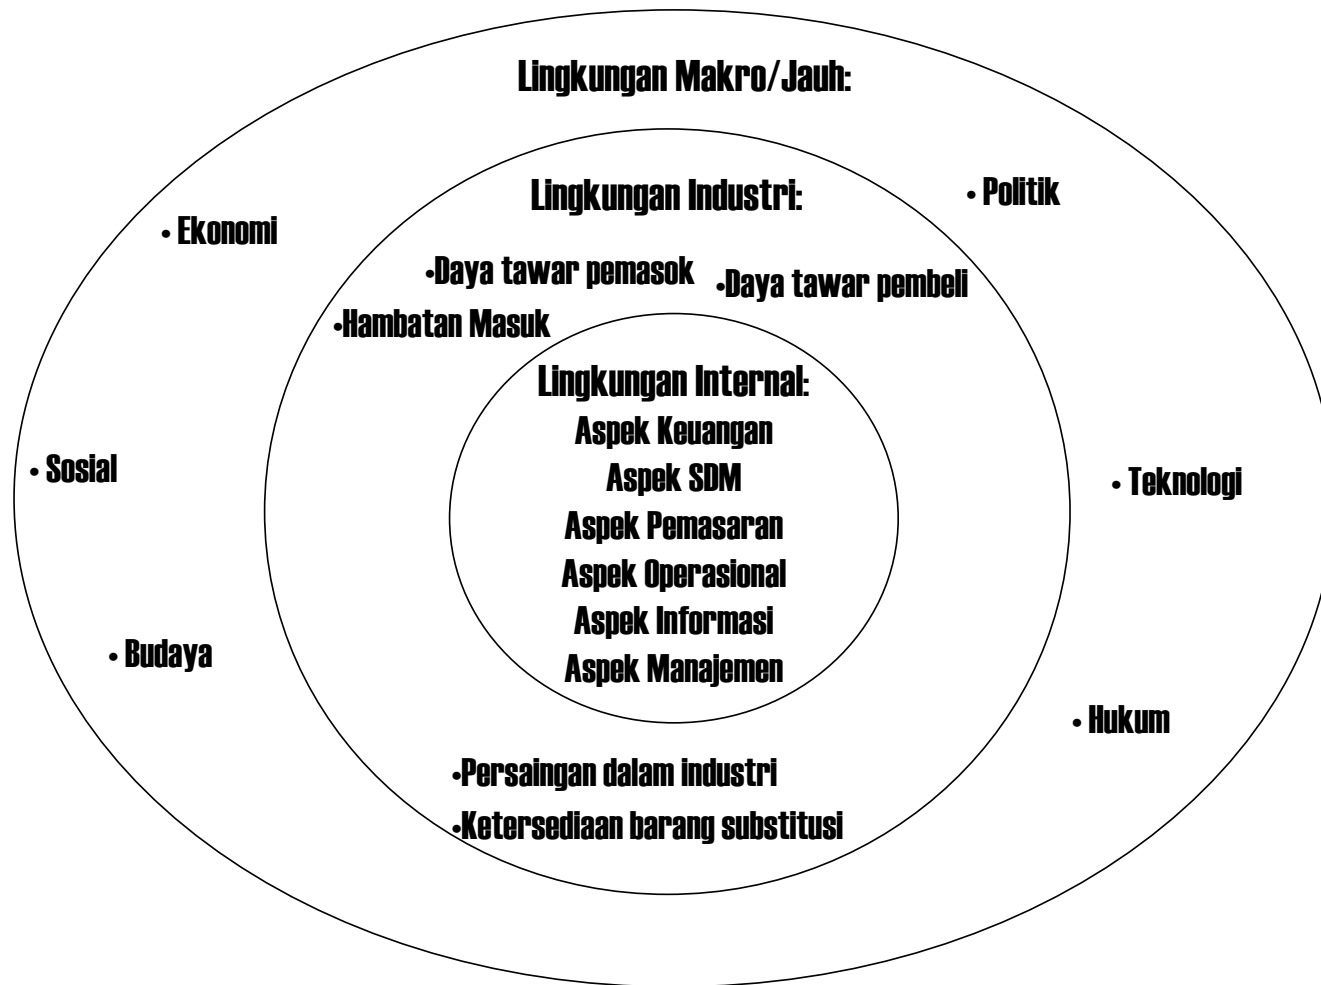 Lingkungan Makro/Jauh:
• Politik
• Ekonomi
• Sosial
• Teknologi
• Budaya
• Hukum
Lingkungan Industri:
•Daya tawar pemasok
•Daya tawar pembeli
•Hambatan Masuk
•Persaingan dalam industri
•Ketersediaan barang substitusi
Lingkungan Internal:
Aspek Keuangan
Aspek SDM
Aspek Pemasaran
Aspek Operasional
Aspek Informasi
Aspek Manajemen